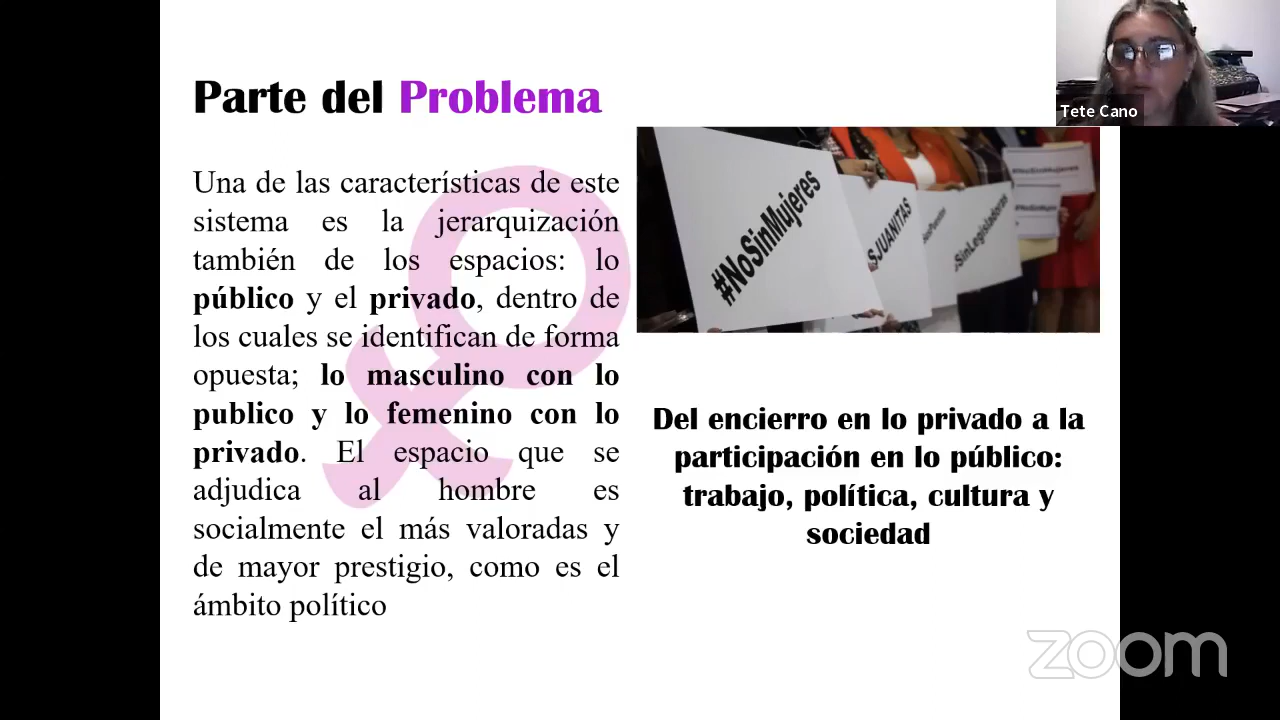 Parte del Problema
Tete Cano
Una de las características de este
sistema es la jerarquización
también de los espacios: lo
público y el privado, dentro de
los cuales se identifican de forma
opuesta; lo masculino con lo
publico y lo femenino con lo
privado. El espacio que se
adjudica al hombre es
socialmente el más valoradas y
de mayor prestigio, como es el
ámbito político
#NoSinMujeres
SJUANITAS
SinLegisladoras
Del encierro en lo privado a la
participación en lo público:
trabajo, política, cultura y
sociedad
zoom